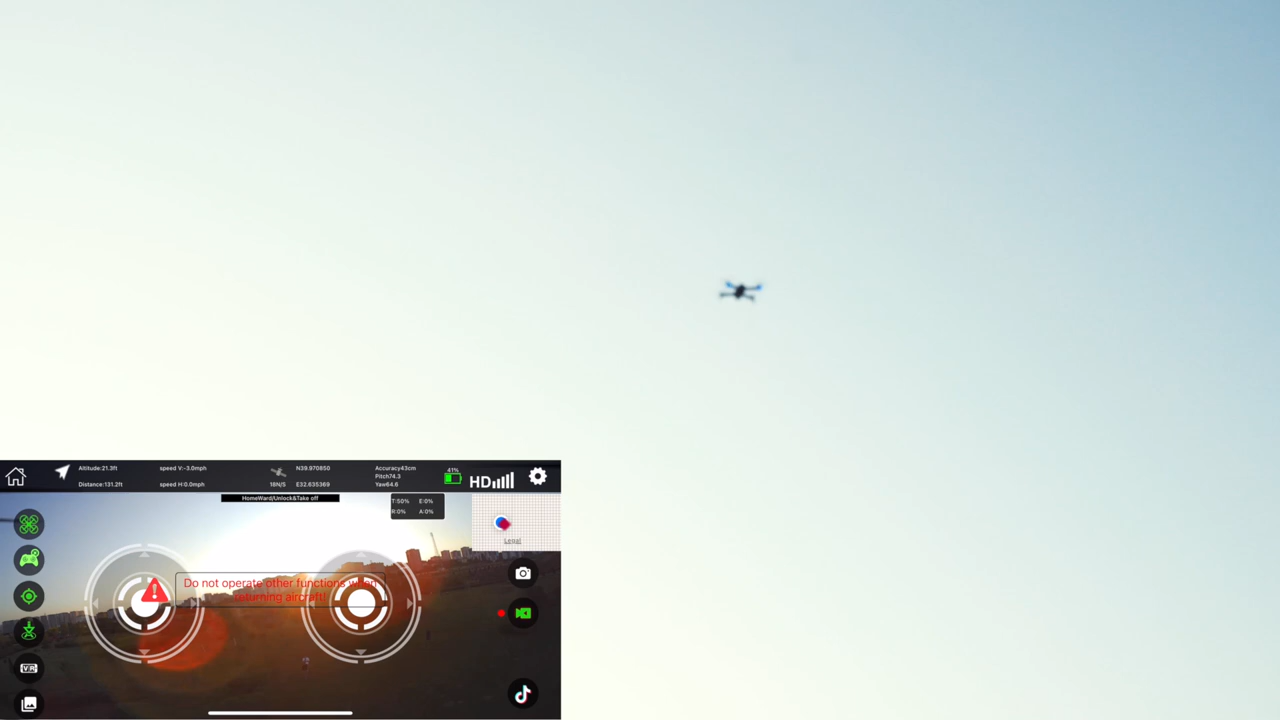 Altitude:21.3ft
speed V:-3.0mph
N39.970850
Accuracy43cm
Pitch74.3
41%
HD
Distance:131.2ft
speed H:0.0mph
16N/S
E32.635369
Yaw64.6
HomeWard/Unlock&Take off
T:50% E:0%
R:0% A:0%
Legal
Do not operate other functions when
returning aircraft!
VR